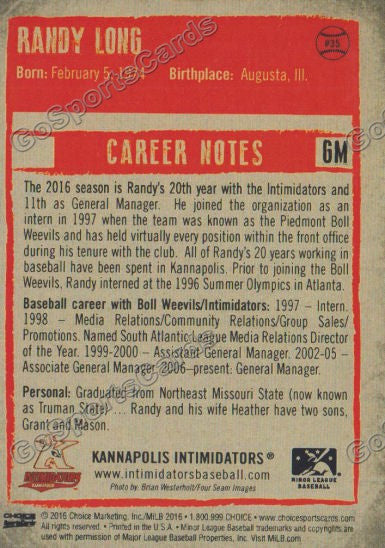 RANDY LONG
#35
Born: February 5, 1974 Birthplace: Augusta, Ill.
CAREER NOTES
GM
The 2016 season is Randy's 20th year with the Intimidators and
11th as General Manager. He joined the organization as an
intern in 1997 when the team was known as the Piedmont Boll
Weevils and has held virtually every position within the front office
during his tenure with the club. All of Randy's 20 years working in
baseball have been spent in Kannapolis. Prior to joining the Boll
Weevils, Randy interned at the 1996 Summer Olympics in Atlanta.
Baseball career with Boll Weevils/Intimidators: 1997 – Intern.
1998 – Media Relations/Community Relations/Group Sales/
Promotions. Named South Atlantic League Media Relations Director
of the Year. 1999-2000 – Assistant General Manager. 2002-05 -
Associate General Manager. 2006-present: General Manager.
Personal: Graduated from Northeast Missouri State (now known
as Truman State) ... Randy and his wife Heather have two sons,
Grant and Mason.
INTIMIDATORS
KANNAPOLIS
KANNAPOLIS INTIMIDATORS®
www.intimidatorsbaseball.com
Photo by: Brian Westerholt/Four Seam Images
MINOR LEAGUE
BASEBALL
© 2016 Choice Marketing, Inc./MiLB 2016 • 1.800.999.CHOICE • www.choicesportscards.com
All rights reserved. • Printed in the U.S.A. • Minor League Baseball trademarks and copyrights are
used with permission of Major League Baseball Properties, Inc. Visit MiLB.com
GoSportsCards
GoSportsCards
GoSportsCards